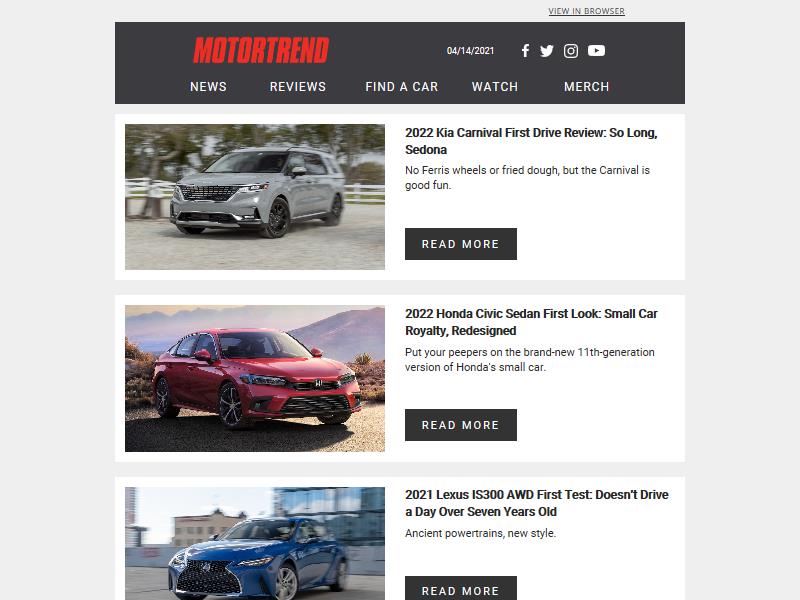 VIEW IN BROWSER
MOTORTREND
04/14/2021
NEWS REVIEWS FIND A CAR WATCH MERCH
2022 Kia Carnival First Drive Review: So Long,
Sedona
No Ferris wheels or fried dough, but the Carnival is
good fun.
READ MORE
2022 Honda Civic Sedan First Look: Small Car
Royalty, Redesigned
Put your peepers on the brand-new 11th-generation
version of Honda's small car.
READ MORE
2021 Lexus IS300 AWD First Test: Doesn't Drive
a Day Over Seven Years Old
Ancient powertrains, new style.
READ MORE